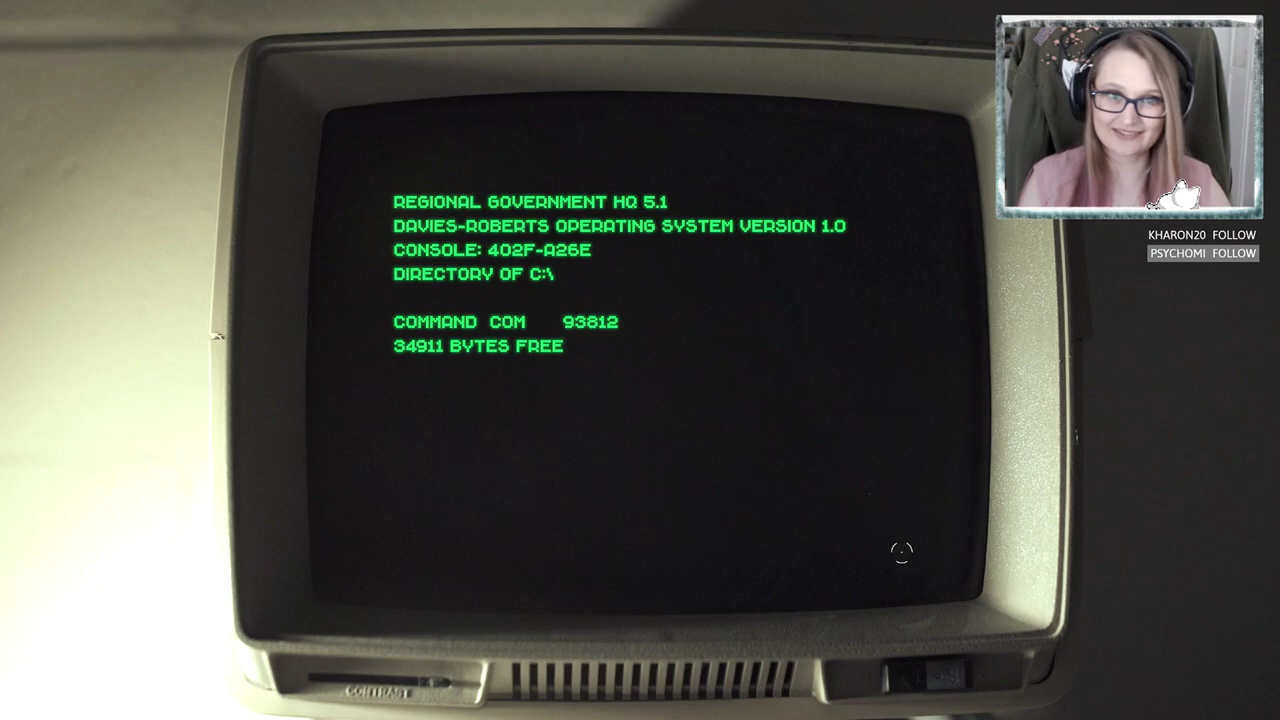 REGIONAL GOVERNMENT HQ 5.1
DAVIES-ROBERTS OPERATING SYSTEM VERSION 1.0
CONSOLE: 402F-A26E
DIRECTORY OF C:\
COMMAND COM 93812
34911 BYTES FREE
CONTRAST
KHARON20 FOLLOW
PSYCHOMI FOLLOW